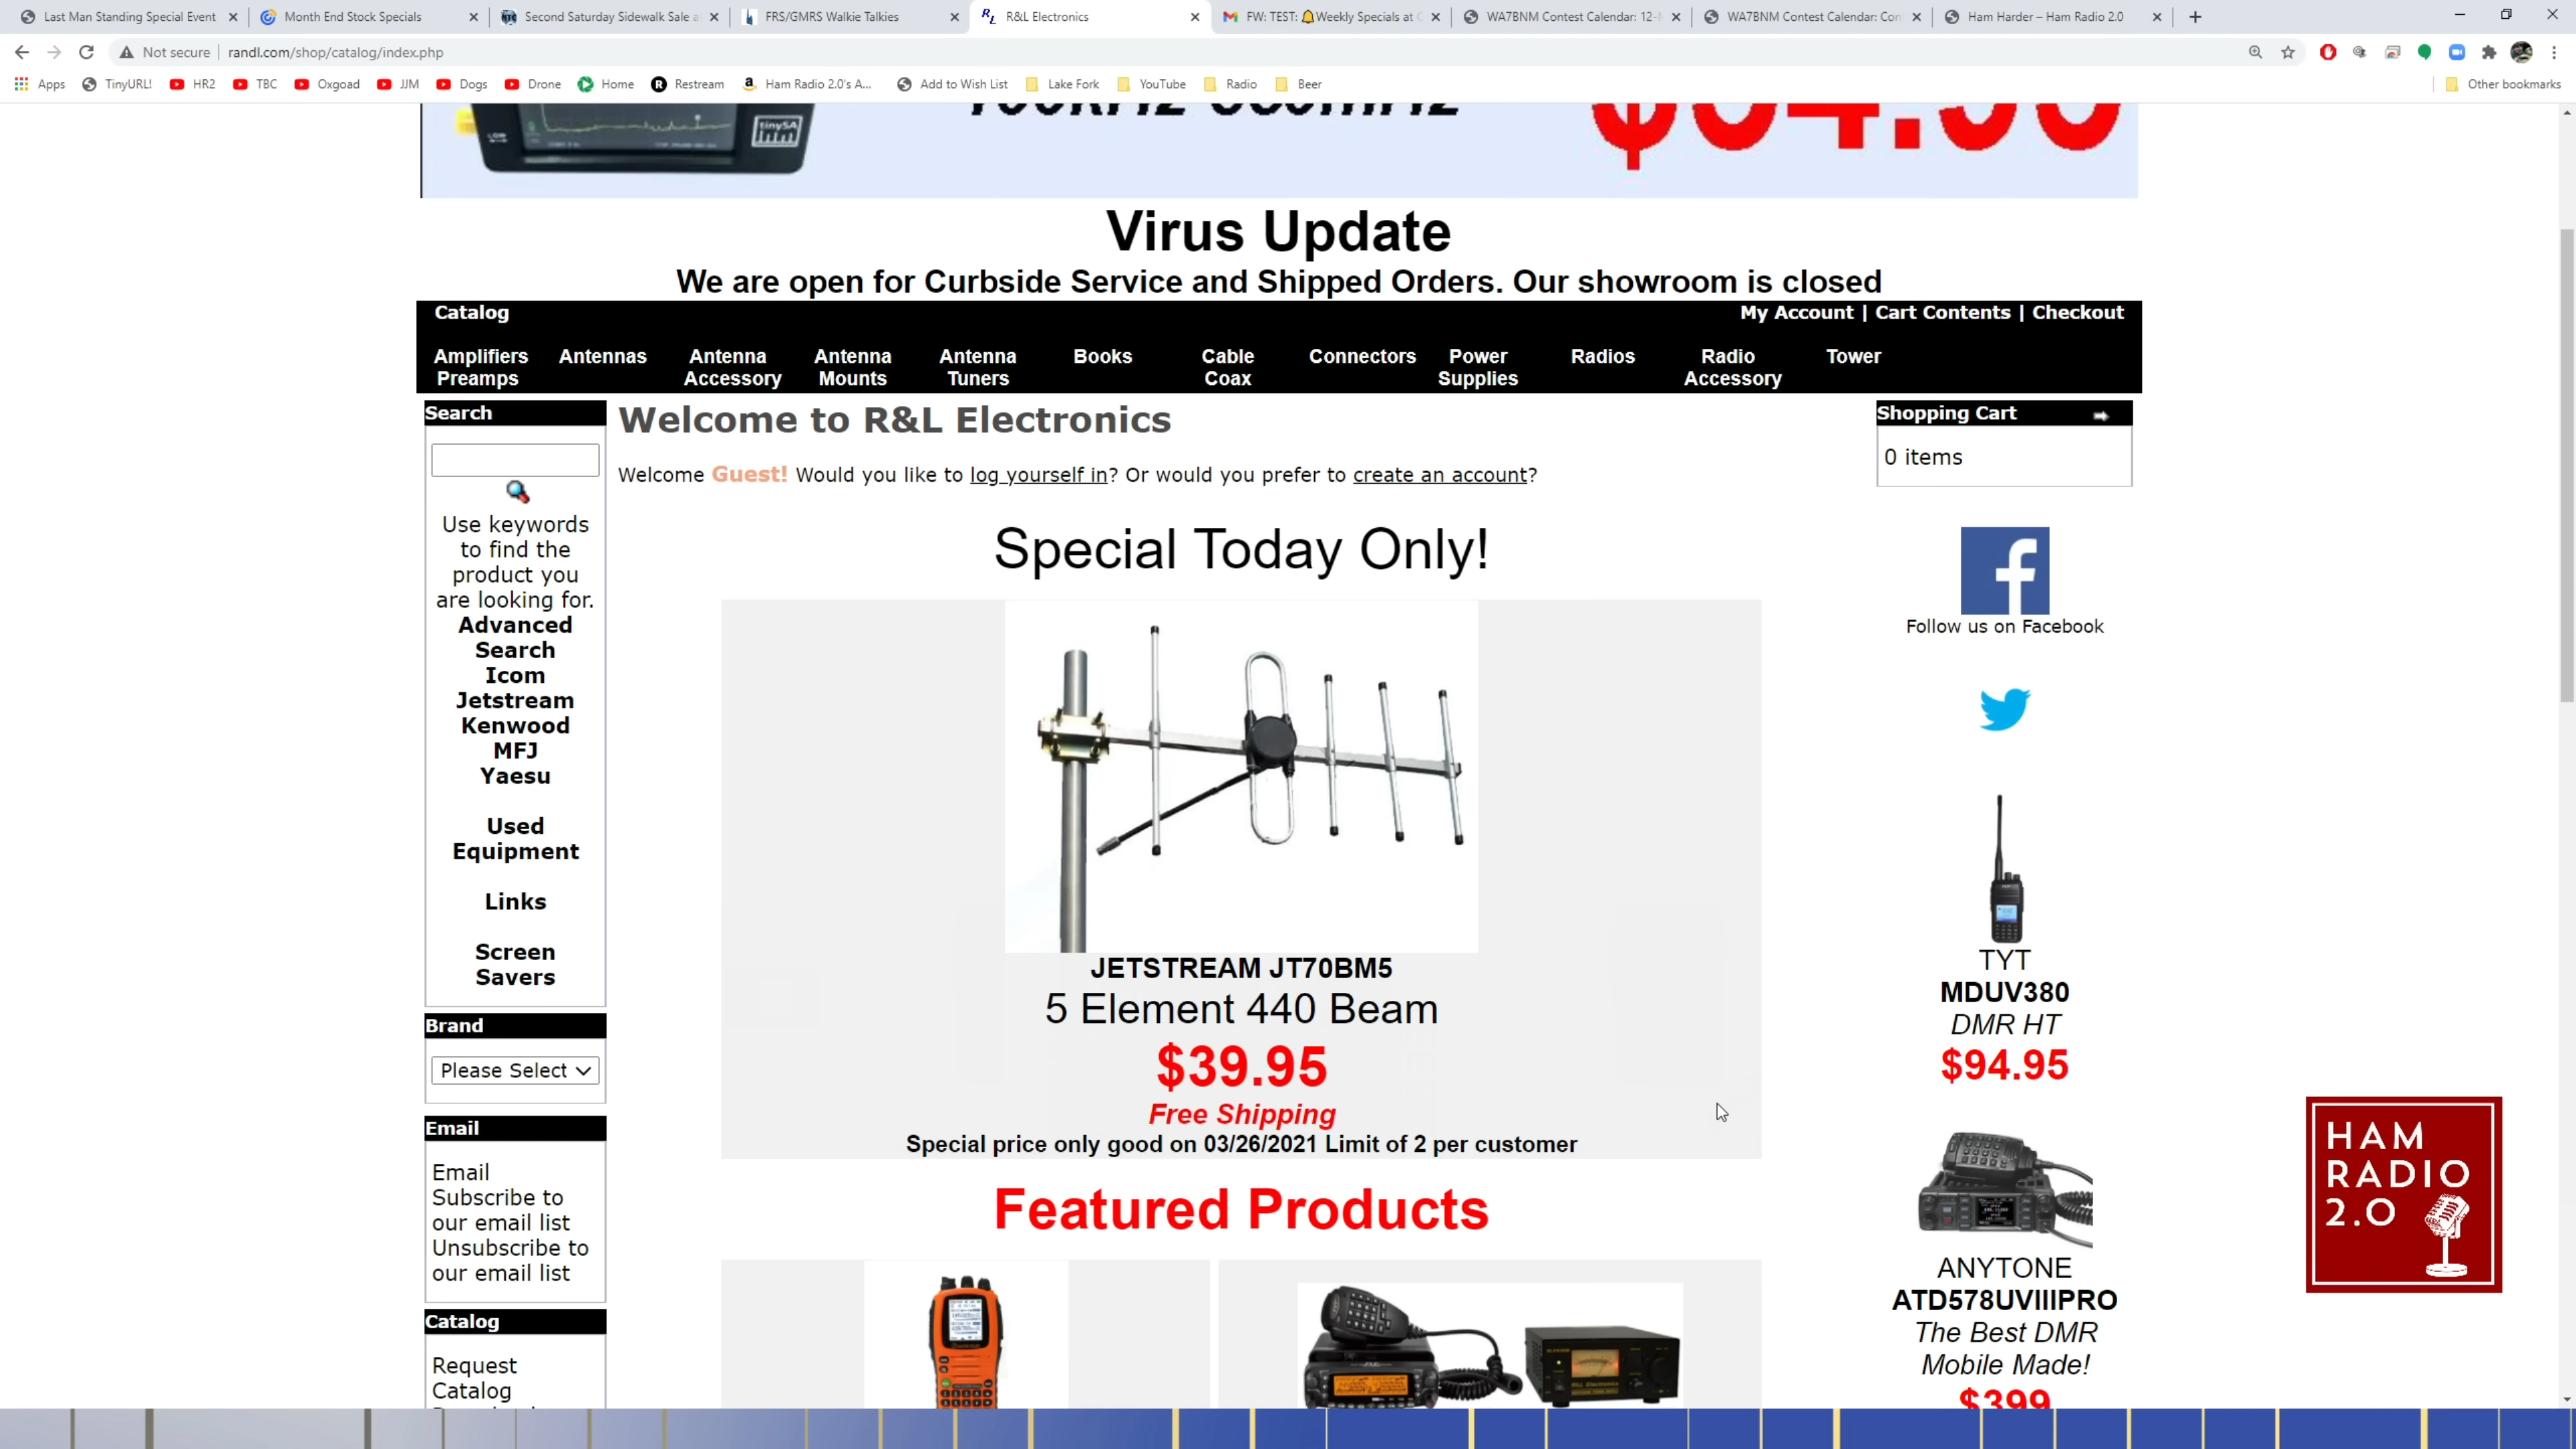 Last Man Standing Special Event
Month End Stock Specials
Second Saturday Sidewalk Sale a
FRS/GMRS Walkie Talkies
R&L Electronics
FW: TEST: 🔔Weekly Specials at
WA7BNM Contest Calendar: 12-
WA7BNM Contest Calendar: Con
Ham Harder – Ham Radio 2.0
Not secure randl.com/shop/catalog/index.php
Apps TinyURL! HR2 TBC Oxgoad JJM Dogs Drone Home Restream Ham Radio 2.0's A... Add to Wish List Lake Fork YouTube Radio Beer Other bookmarks
tinySA
Virus Update
We are open for Curbside Service and Shipped Orders. Our showroom is closed
Catalog My Account | Cart Contents | Checkout
Amplifiers Preamps
Antennas
Antenna Accessory
Antenna Mounts
Antenna Tuners
Books
Cable Coax
Connectors
Power Supplies
Radios
Radio Accessory
Tower
Search
Use keywords
to find the
product you
are looking for.
Advanced
Search
Icom
Jetstream
Kenwood
MFJ
Yaesu
Used
Equipment
Links
Screen
Savers
Brand
Please Select
Email
Email
Subscribe to
our email list
Unsubscribe to
our email list
Catalog
Request
Catalog
Welcome to R&L Electronics
Welcome Guest! Would you like to log yourself in? Or would you prefer to create an account?
Special Today Only!
JETSTREAM JT70BM5
5 Element 440 Beam
$39.95
Free Shipping
Special price only good on 03/26/2021 Limit of 2 per customer
Featured Products
Shopping Cart
0 items
Follow us on Facebook
TYT
MDUV380
DMR HT
$94.95
ANYTONE
ATD578UVIIIPRO
The Best DMR
Mobile Made!
$399
HAM
RADIO
2.0